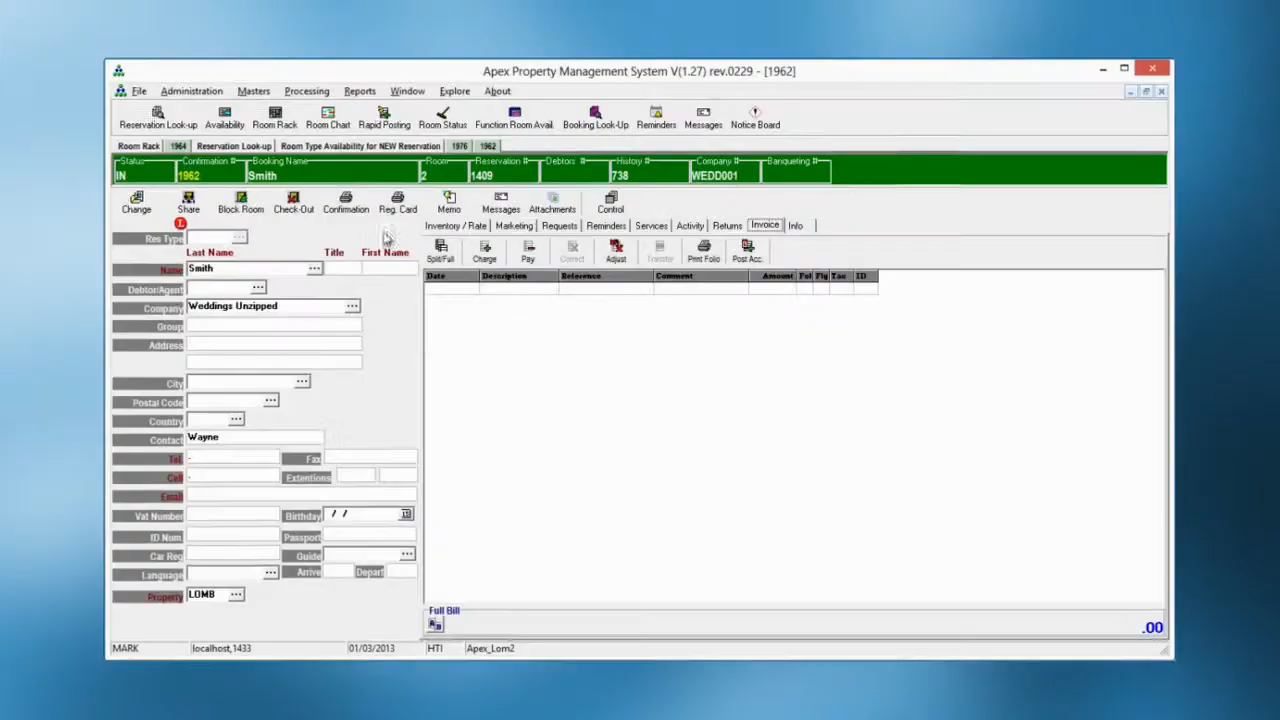 Apex Property Management System V(1.27) rev.0229 - [1962]
File Administration Masters Processing Reports Window Explore About
Reservation Look-up Availability Room Rack Room Chart Rapid Posting Room Status Function Room Avail. Booking Look-Up Reminders Messages Notice Board
Room Rack 1964 Reservation Look-up Room Type Availability for NEW Reservation 1976 1962
Status Confirmation # Booking Name Room Reservation # Debtors # History # Company # Banqueting #
IN 1962 Smith 2 1409 738 WEDD001
Change Share Block Room Check-Out Confirmation Reg. Card Memo Messages Attachments Control
L
Inventory / Rate Marketing Requests Reminders Services Activity Returns Invoice Info
Res Type
Split/Full Charge Pay Correct Adjust Transfer Print Folio Post Acc.
Last Name Title First Name
Name Smith
Date Description Reference Comment Amount Fol Flg Tax ID
Debtor/Agent
Company Weddings Unzipped
Group
Address
City
Postal Code
Country
Contact Wayne
Tel - Fax
Cell - Extentions
Email
Vat Number Birthday / /
ID Num. Passport
Car Reg Guide
Language Arrive Depart
Property LOMB
Full Bill
.00
MARK localhost,1433 01/03/2013 HTI Apex_Lom2